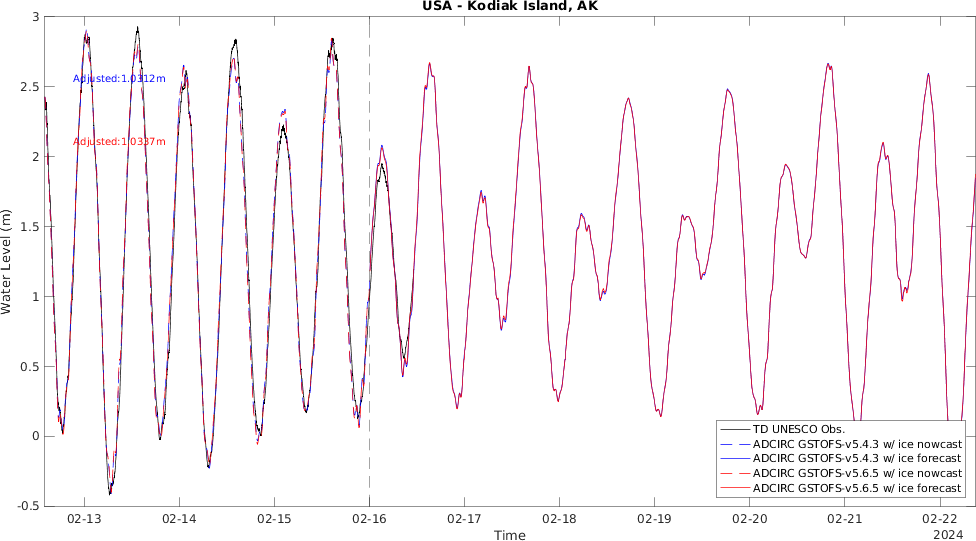 USA - Kodiak Island, AK
3
2.5
2
1.5
1
0.5
0
-0.5
Water Level (m)
Adjusted:1.0312m
Adjusted:1.0337m
TD UNESCO Obs.
ADCIRC GSTOFS-v5.4.3 w/ ice nowcast
ADCIRC GSTOFS-v5.4.3 w/ ice forecast
ADCIRC GSTOFS-v5.6.5 w/ ice nowcast
ADCIRC GSTOFS-v5.6.5 w/ ice forecast
02-13 02-14 02-15 02-16 02-17 02-18 02-19 02-20 02-21 02-22
2024
Time